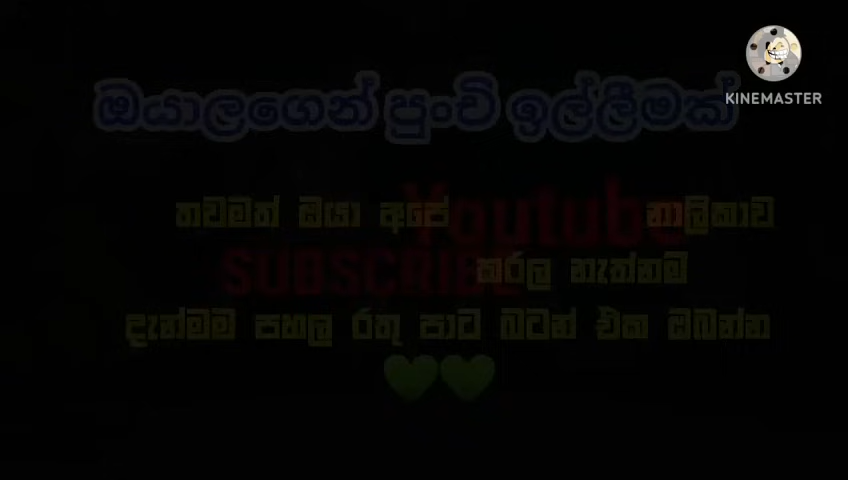 KINEMASTER
ඔයාලගෙන් පුංචි ඉල්ලීමක්
තවමත් ඔයා අපේ Youtube නාලිකාව
SUBSCRIBE කරල නැත්නම්
දැන්මම පහල රතු පාට බටන් එක ඔබන්න